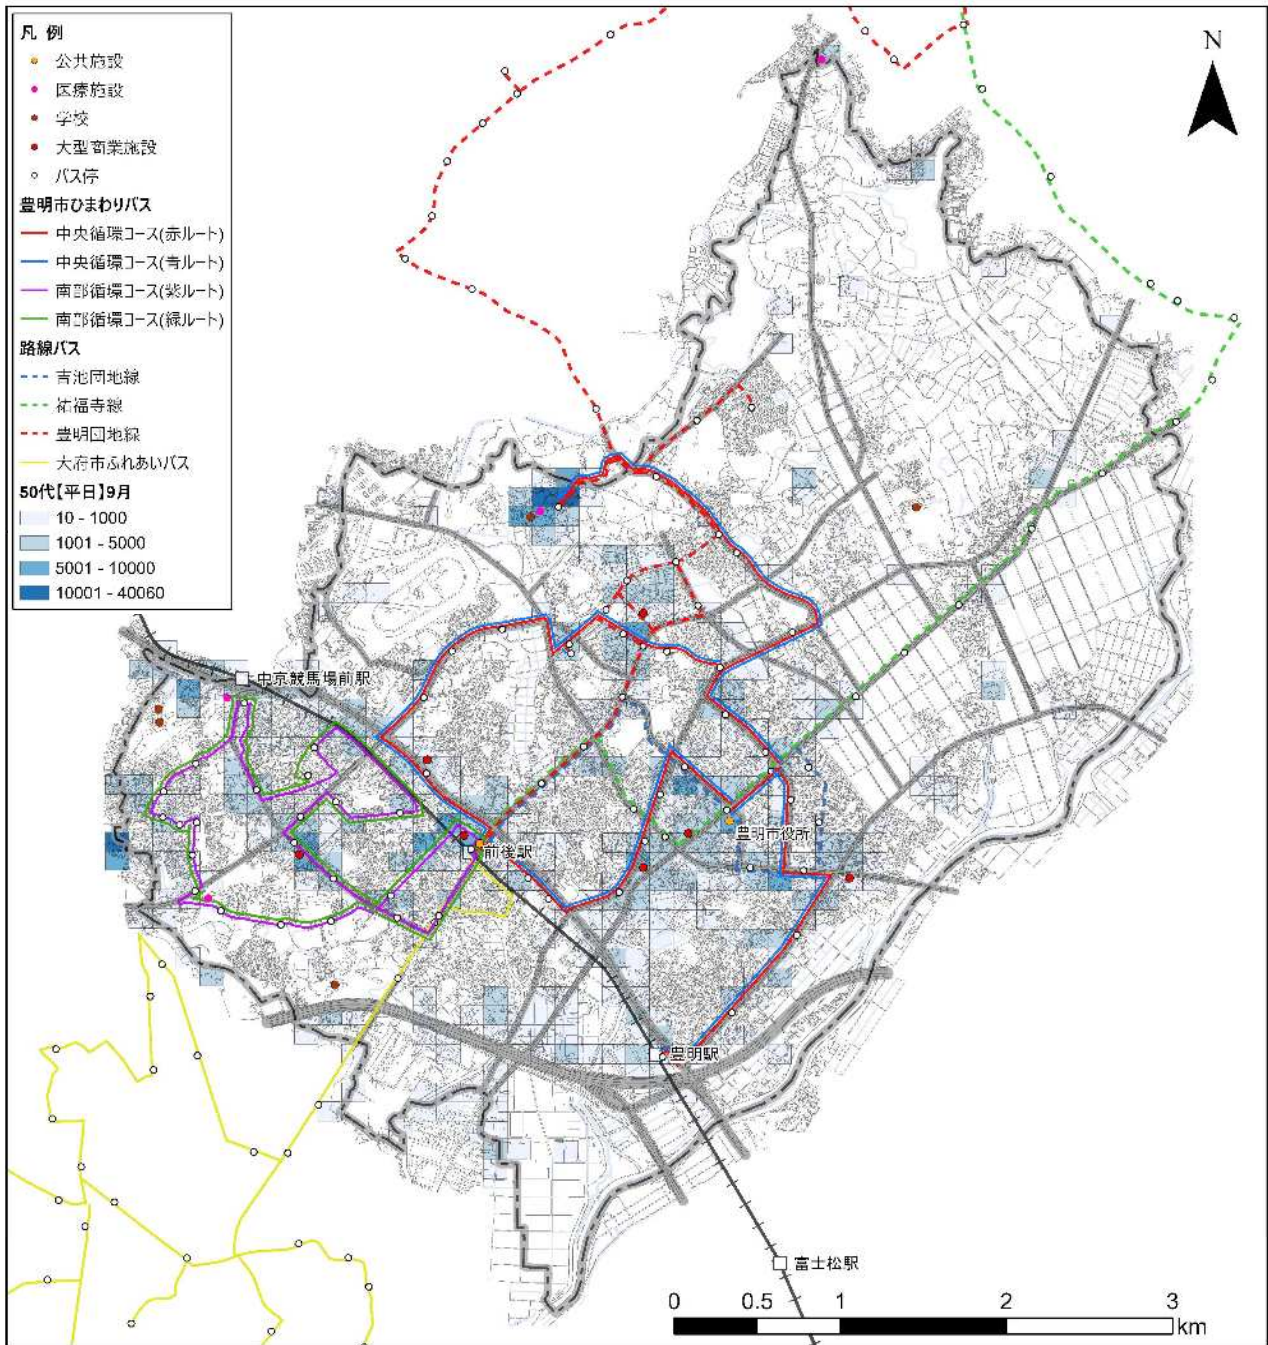 凡 例
公共施設
医療施設
学校
大型商業施設
バス停
豊明市ひまわりバス
中央循環コース(赤ルート)
中央循環コース(青ルート)
南部循環コース(紫ルート)
南部循環コース(緑ルート)
路線バス
吉池団地線
祐福寺線
豊明団地線
大府市ふれあいバス
50代【平日】9月
10 - 1000
1001 - 5000
5001 - 10000
10001 - 40060
N
中京競馬場前駅
豊明市役所
前後駅
豊明駅
富士松駅
0 0.5 1 2 3
km